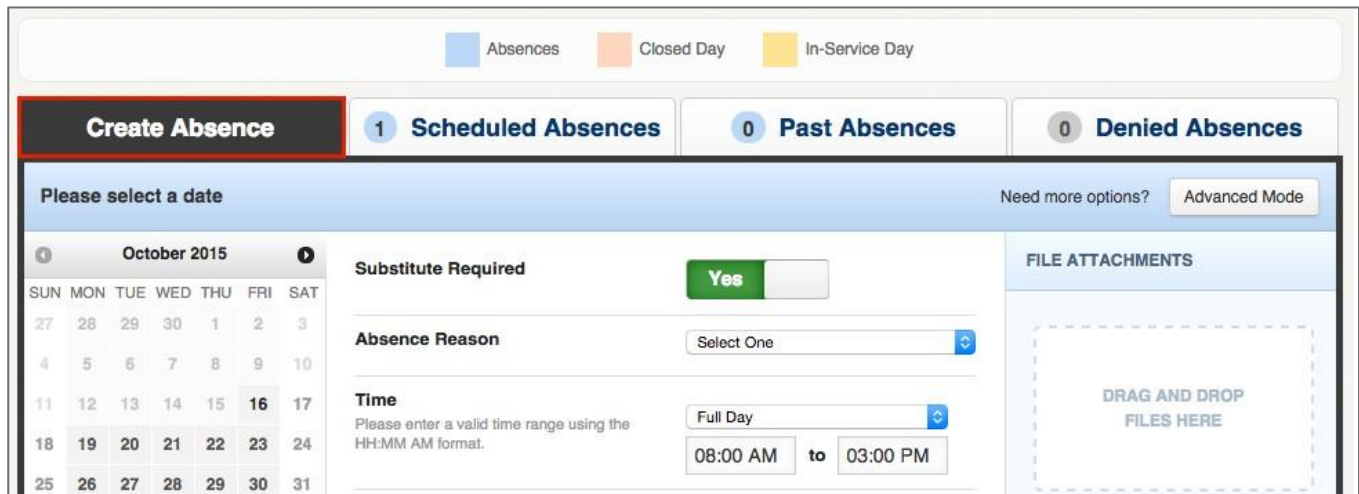 Absences Closed Day In-Service Day
Create Absence 1 Scheduled Absences 0 Past Absences 0 Denied Absences
Please select a date Need more options? Advanced Mode
October 2015
SUN MON TUE WED THU FRI SAT
27 28 29 30 1 2 3
4 5 6 7 8 9 10
11 12 13 14 15 16 17
18 19 20 21 22 23 24
25 26 27 28 29 30 31
Substitute Required Yes
Absence Reason Select One
Time
Please enter a valid time range using the
HH:MM AM format.
Full Day
08:00 AM to 03:00 PM
FILE ATTACHMENTS
DRAG AND DROP
FILES HERE